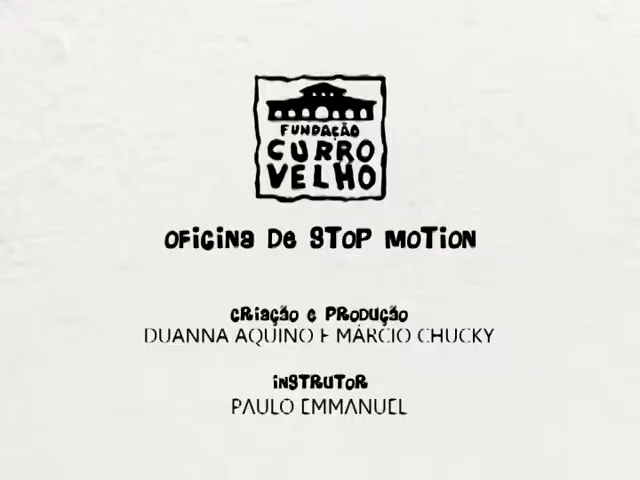 FUNDAÇÃO
CURRO
VELHO
OFICINA DE STOP MOTION
CRIAÇÃO E PRODUÇÃO
DUANNA AQUINO E MÁRCIO CHUCKY
INSTRUTOR
PAULO EMMANUEL